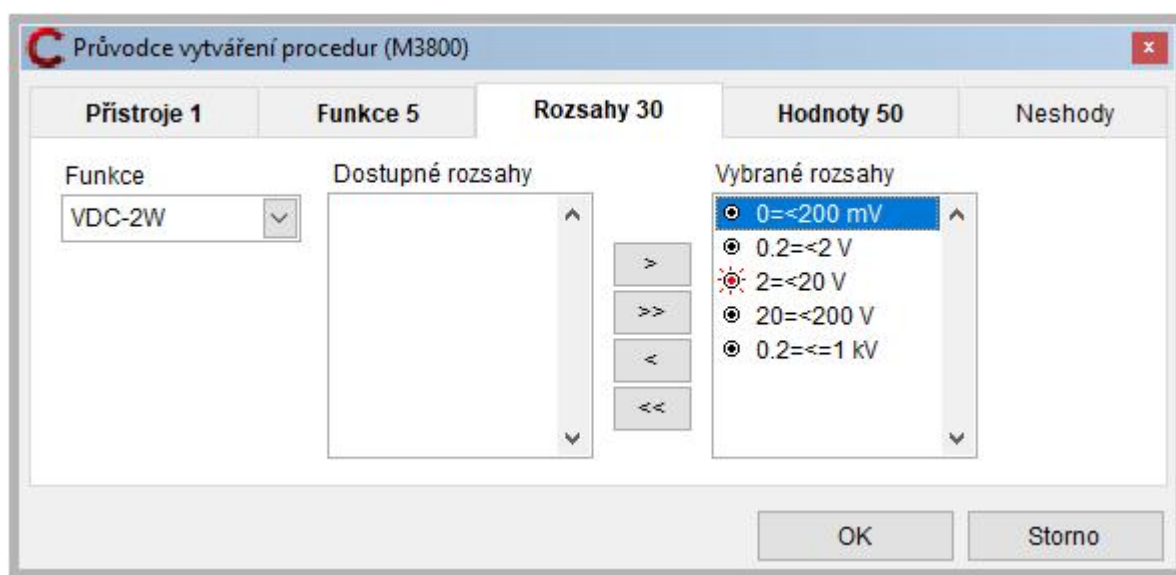 Průvodce vytváření procedur (M3800)
x
Přístroje 1 Funkce 5 Rozsahy 30 Hodnoty 50 Neshody
Funkce
VDC-2W
Dostupné rozsahy
>
>>
<
<<
Vybrané rozsahy
0=<200 mV
0.2=<2 V
2=<20 V
20=<200 V
0.2=<=1 kV
OK Storno